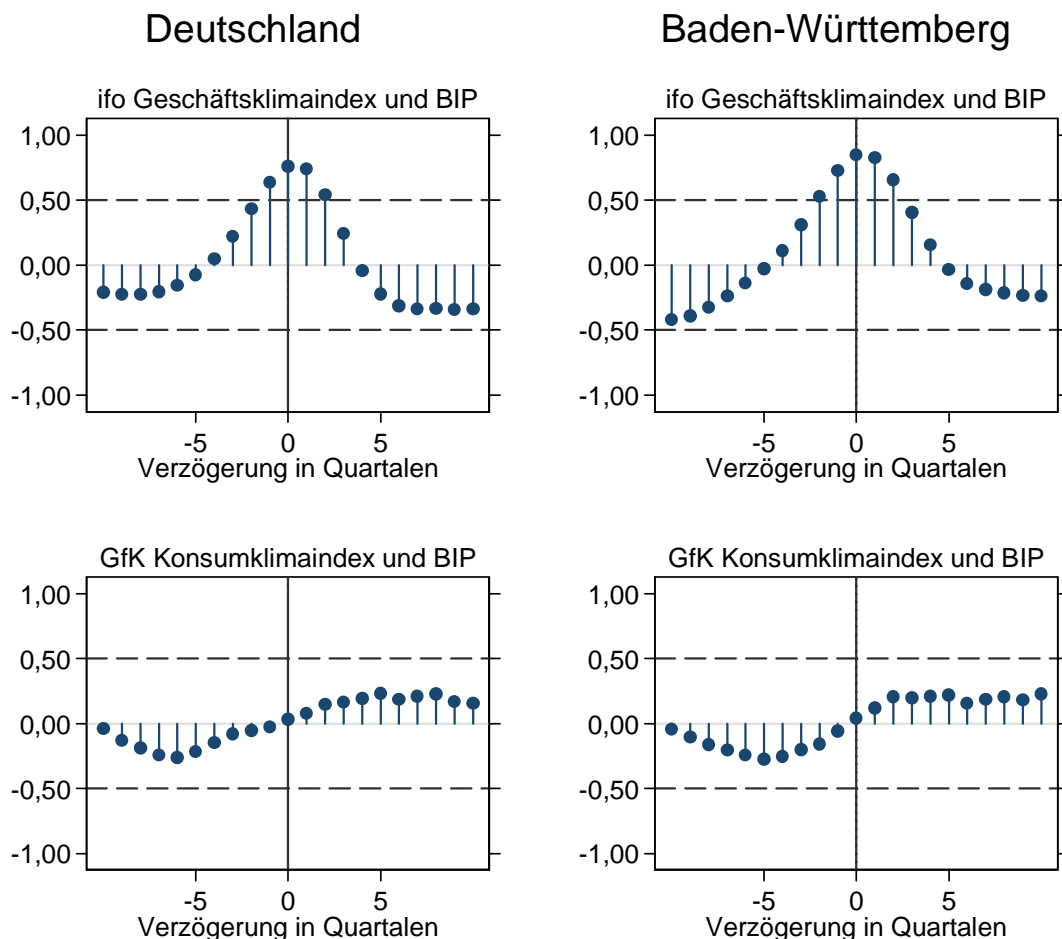 Deutschland
Baden-Württemberg
ifo Geschäftsklimaindex und BIP
1,00
0,50
0,00
-0,50
-1,00
-5 0 5
Verzögerung in Quartalen
ifo Geschäftsklimaindex und BIP
1,00
0,50
0,00
-0,50
-1,00
-5 0 5
Verzögerung in Quartalen
GfK Konsumklimaindex und BIP
1,00
0,50
0,00
-0,50
-1,00
-5 0 5
Verzögerung in Quartalen
GfK Konsumklimaindex und BIP
1,00
0,50
0,00
-0,50
-1,00
-5 0 5
Verzögerung in Quartalen